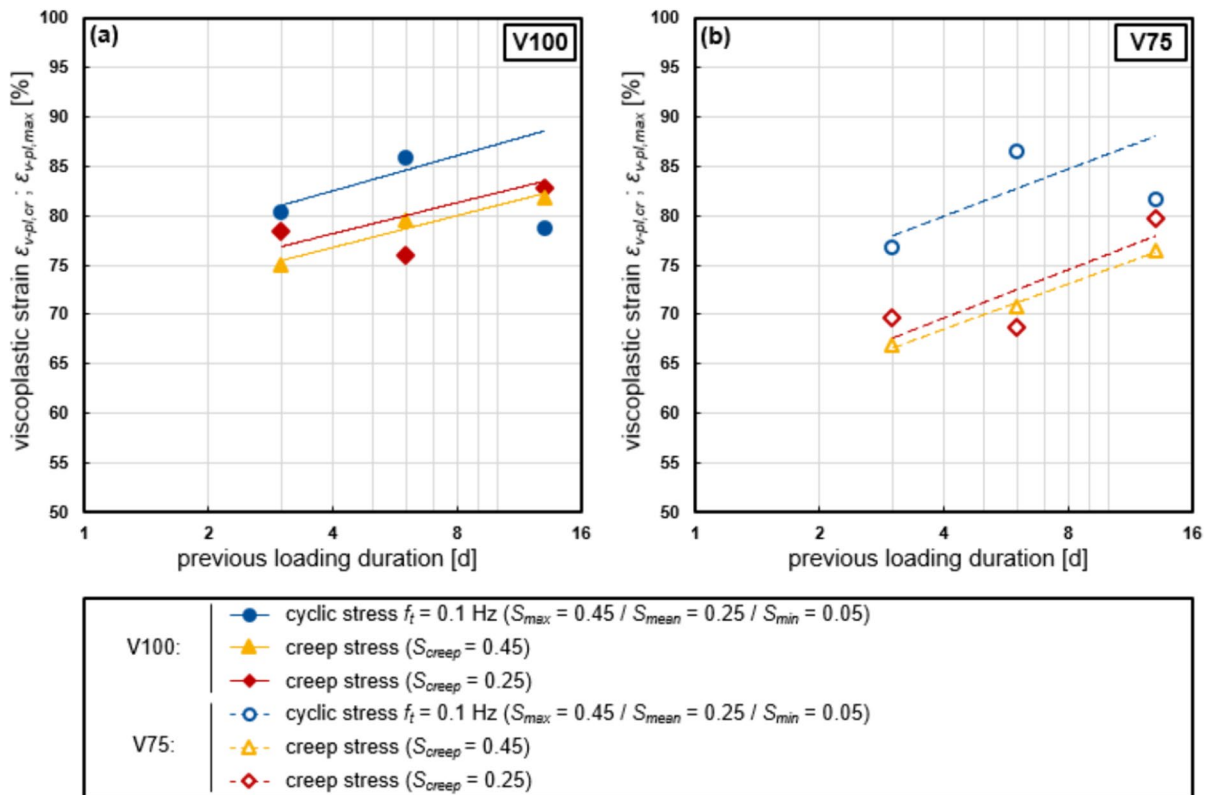 (a)
V100
100
95
90
85
80
75
70
65
60
55
50
viscoplastic strain εv-pl,cr ; εv-pl,max [%]
1 2 4 8 16
previous loading duration [d]
(b)
V75
100
95
90
85
80
75
70
65
60
55
50
viscoplastic strain εv-pl,cr ; εv-pl,max [%]
1 2 4 8 16
previous loading duration [d]
V100:
cyclic stress ft = 0.1 Hz (Smax = 0.45 / Smean = 0.25 / Smin = 0.05)
creep stress (Screep = 0.45)
creep stress (Screep = 0.25)
V75:
cyclic stress ft = 0.1 Hz (Smax = 0.45 / Smean = 0.25 / Smin = 0.05)
creep stress (Screep = 0.45)
creep stress (Screep = 0.25)